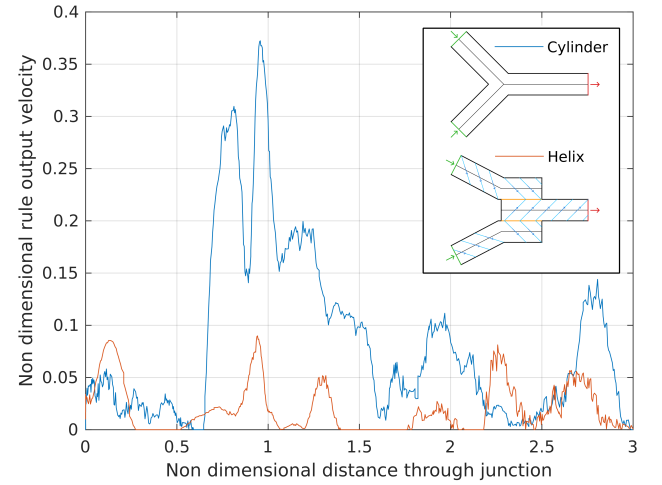 0.4
0.35
0.3
0.25
0.2
0.15
0.1
0.05
0
Non dimensional rule output velocity
Cylinder
Helix
0 0.5 1 1.5 2 2.5 3
Non dimensional distance through junction